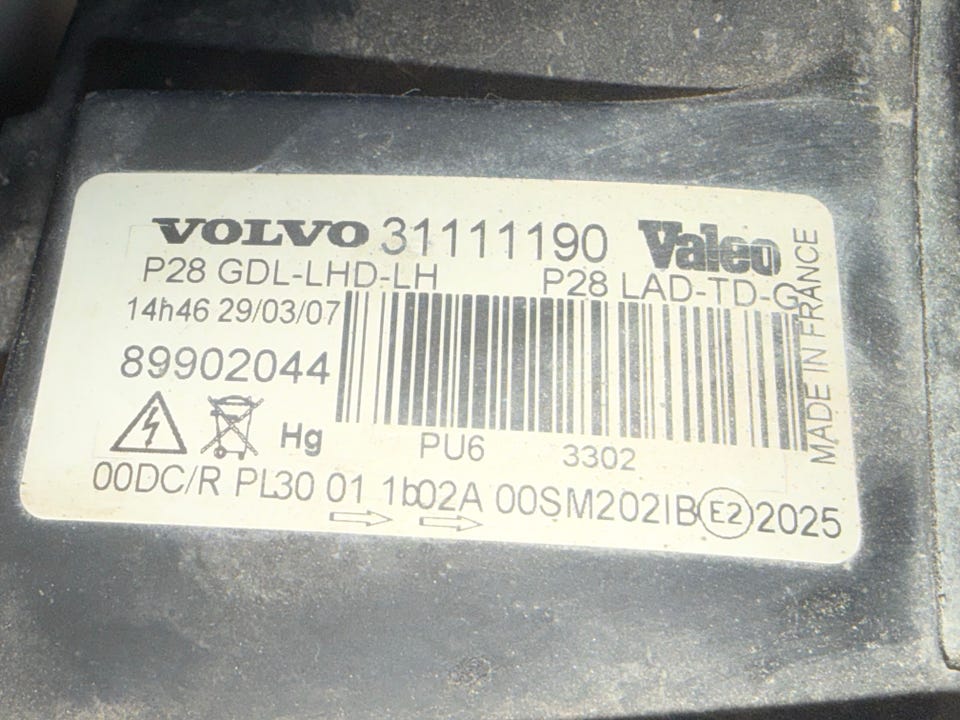 VOLVO 31111190 Valeo
P28 GDL-LHD-LH P28 LAD-TD-G
14h46 29/03/07
89902044
Hg PU6 3302
00DC/R PL30 01 1b02A 00SM202IB E2 2025
MADE IN FRANCE